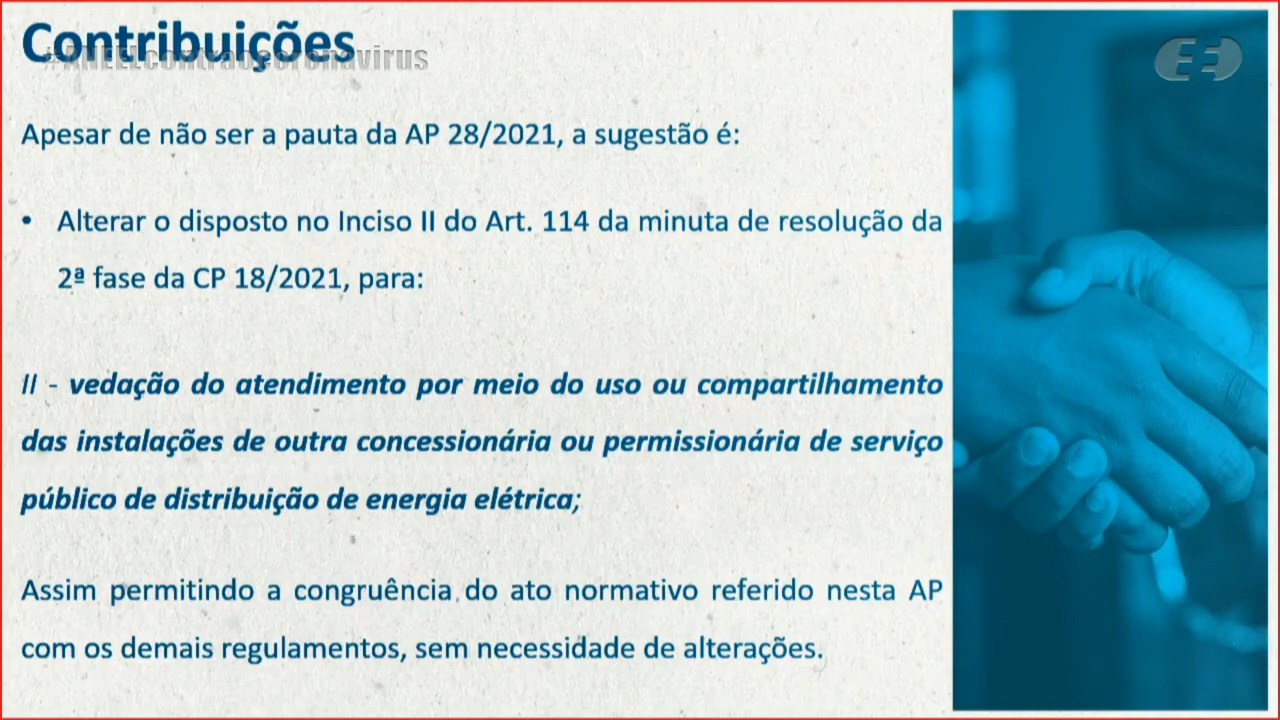 Contribuições
#ANEELcontraocoronavirus
Apesar de não ser a pauta da AP 28/2021, a sugestão é:
• Alterar o disposto no Inciso II do Art. 114 da minuta de resolução da
2ª fase da CP 18/2021, para:
II - vedação do atendimento por meio do uso ou compartilhamento
das instalações de outra concessionária ou permissionária de serviço
público de distribuição de energia elétrica;
Assim permitindo a congruência do ato normativo referido nesta AP
com os demais regulamentos, sem necessidade de alterações.